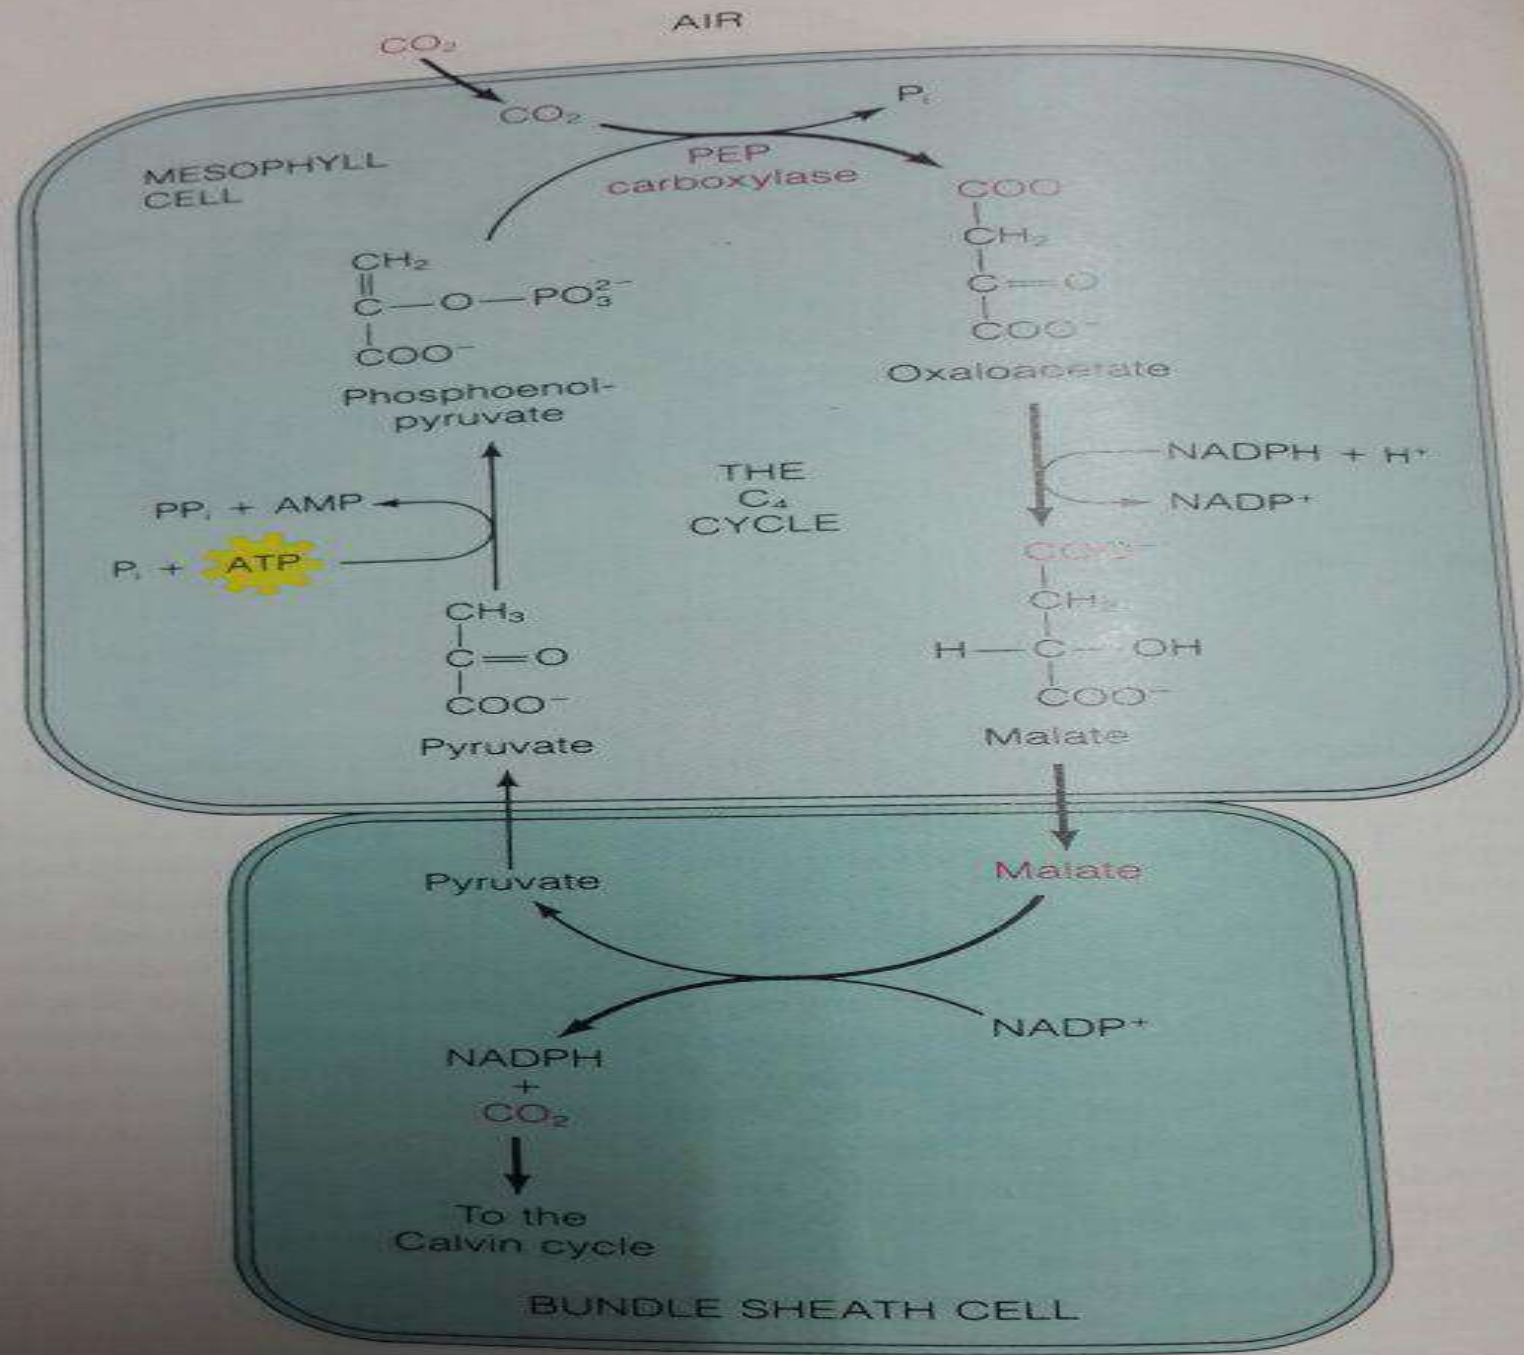 AIR
CO₂
CO₂
Pᵢ
MESOPHYLL
CELL
PEP
carboxylase
COO
CH₂
C=O
COO⁻
Oxaloacetate
CH₂
C—O—PO₃²⁻
COO⁻
Phosphoenol-
pyruvate
THE
C₄
CYCLE
NADPH + H⁺
NADP⁺
PPᵢ + AMP
Pᵢ + ATP
CH₃
C=O
COO⁻
Pyruvate
COO⁻
CH₂
H—C—OH
COO⁻
Malate
Pyruvate
Malate
NADP⁺
NADPH
+
CO₂
To the
Calvin cycle
BUNDLE SHEATH CELL